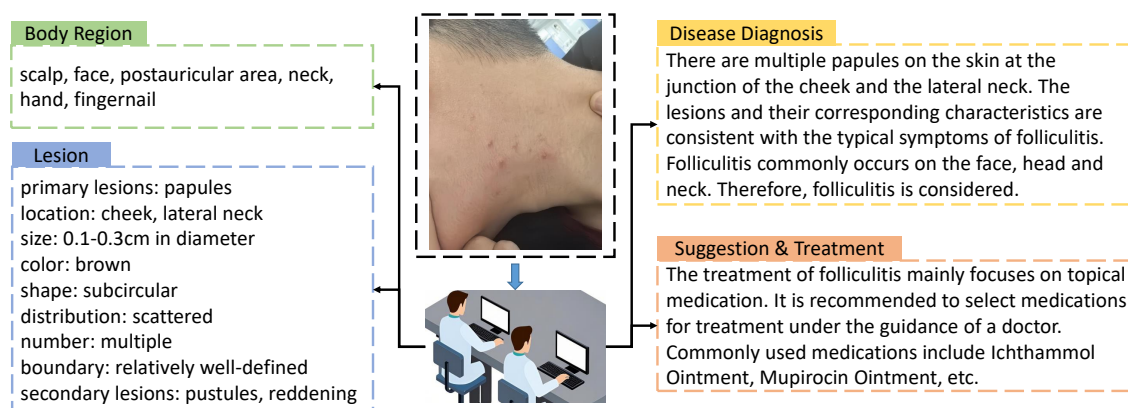 Body Region
scalp, face, postauricular area, neck,
hand, fingernail
Lesion
primary lesions: papules
location: cheek, lateral neck
size: 0.1-0.3cm in diameter
color: brown
shape: subcircular
distribution: scattered
number: multiple
boundary: relatively well-defined
secondary lesions: pustules, reddening
Disease Diagnosis
There are multiple papules on the skin at the
junction of the cheek and the lateral neck. The
lesions and their corresponding characteristics are
consistent with the typical symptoms of folliculitis.
Folliculitis commonly occurs on the face, head and
neck. Therefore, folliculitis is considered.
Suggestion & Treatment
The treatment of folliculitis mainly focuses on topical
medication. It is recommended to select medications
for treatment under the guidance of a doctor.
Commonly used medications include Ichthammol
Ointment, Mupirocin Ointment, etc.